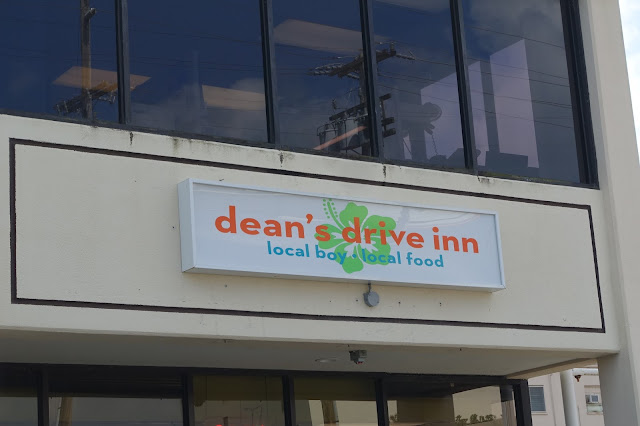 dean's drive inn
local boy • local food